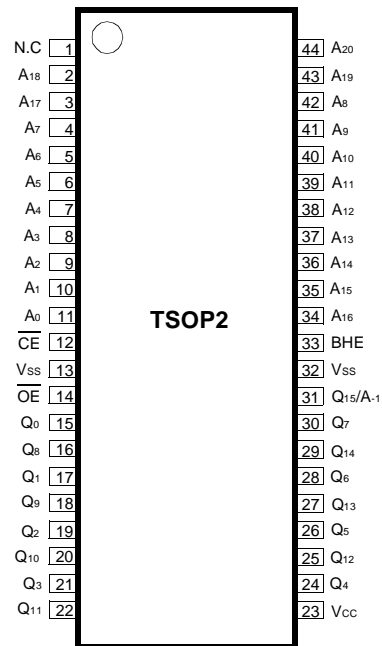 N.C 1 44 A20
A18 2 43 A19
A17 3 42 A8
A7 4 41 A9
A6 5 40 A10
A5 6 39 A11
A4 7 38 A12
A3 8 37 A13
A2 9 36 A14
A1 10 35 A15
A0 11 34 A16
TSOP2
C̅E̅ 12 33 BHE
VSS 13 32 VSS
O̅E̅ 14 31 Q15/A-1
Q0 15 30 Q7
Q8 16 29 Q14
Q1 17 28 Q6
Q9 18 27 Q13
Q2 19 26 Q5
Q10 20 25 Q12
Q3 21 24 Q4
Q11 22 23 VCC